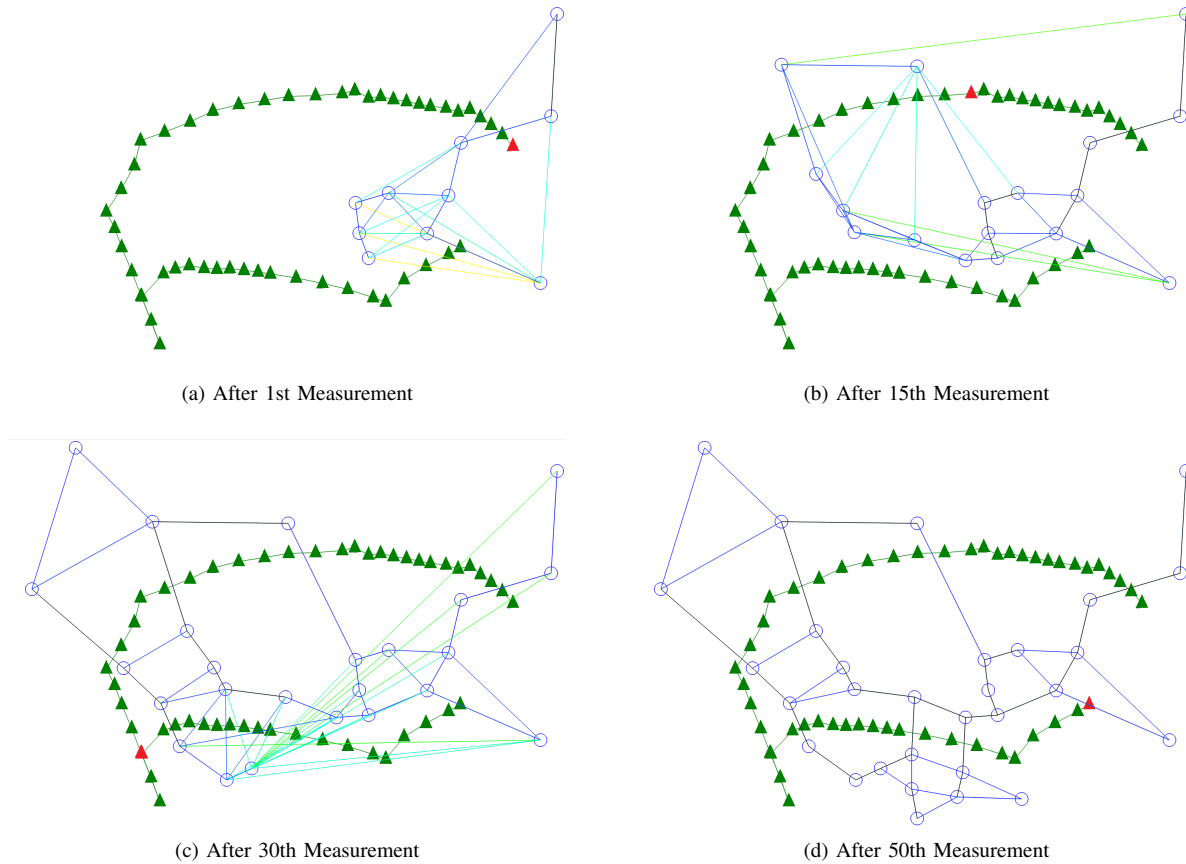 (a) After 1st Measurement
(b) After 15th Measurement
(c) After 30th Measurement
(d) After 50th Measurement